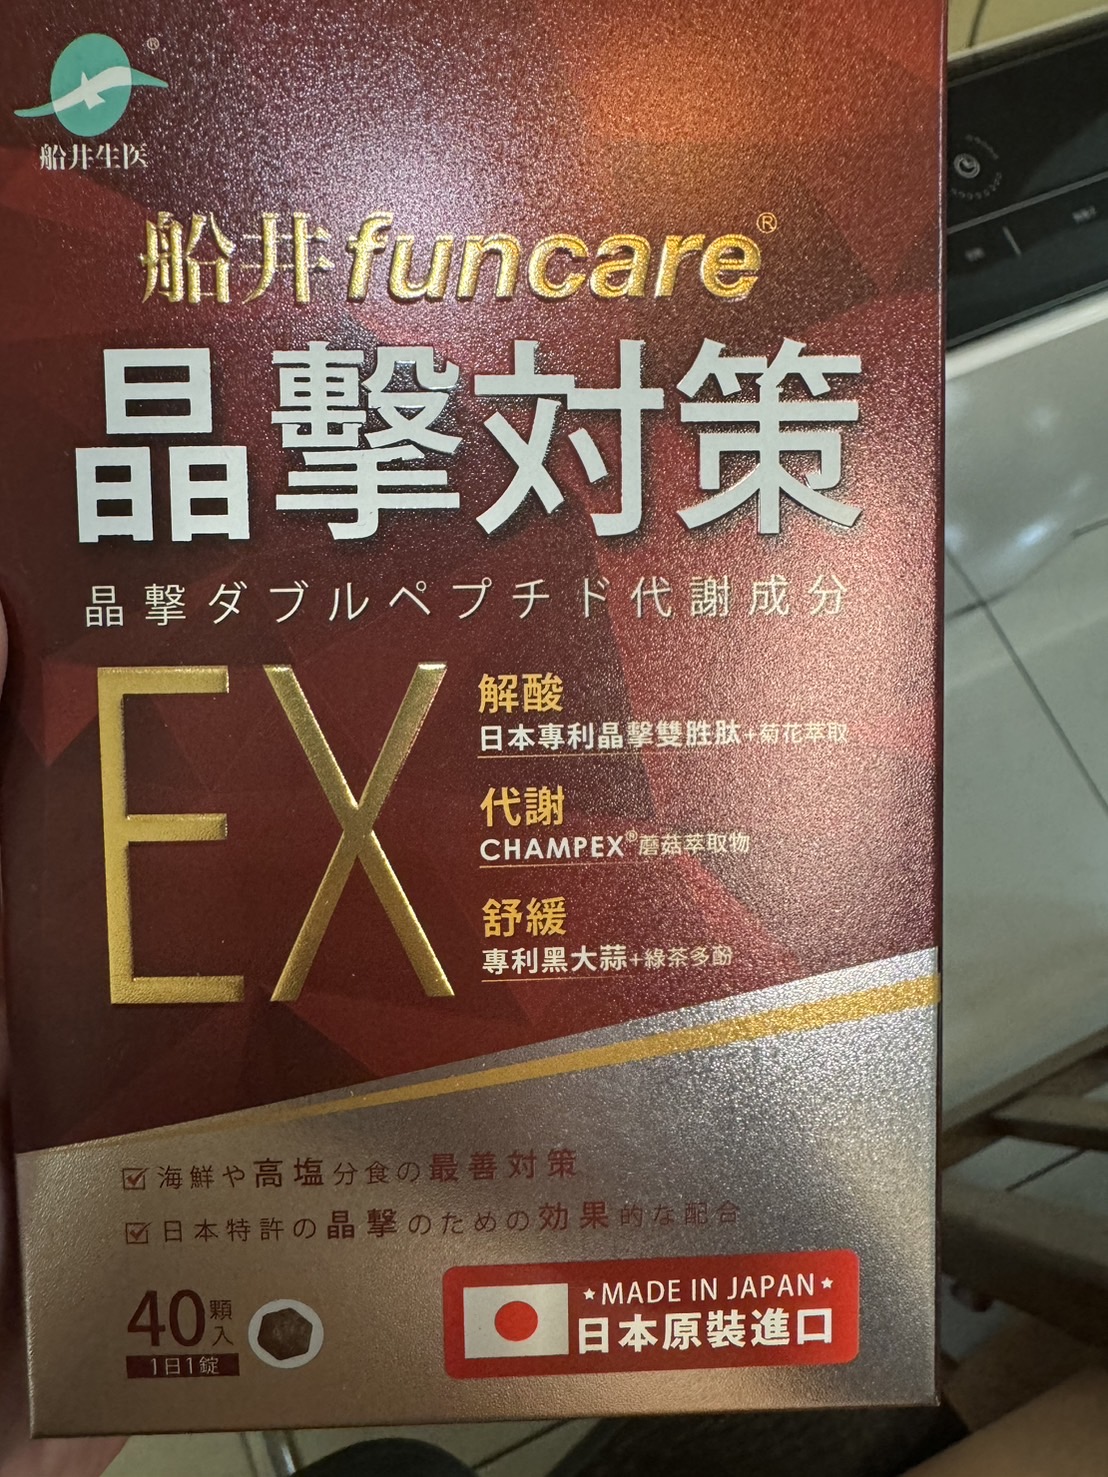 ®
船井生医
船井funcare®
晶擊対策
晶撃ダブルペプチド代謝成分
EX
解酸
日本專利晶擊雙胜肽+菊花萃取
代謝
CHAMPEX®蘑菇萃取物
舒緩
專利黑大蒜+綠茶多酚
海鮮や高塩分食の最善対策
日本特許の晶撃のための効果的な配合
40顆入
1日1錠
★MADE IN JAPAN★
日本原裝進口